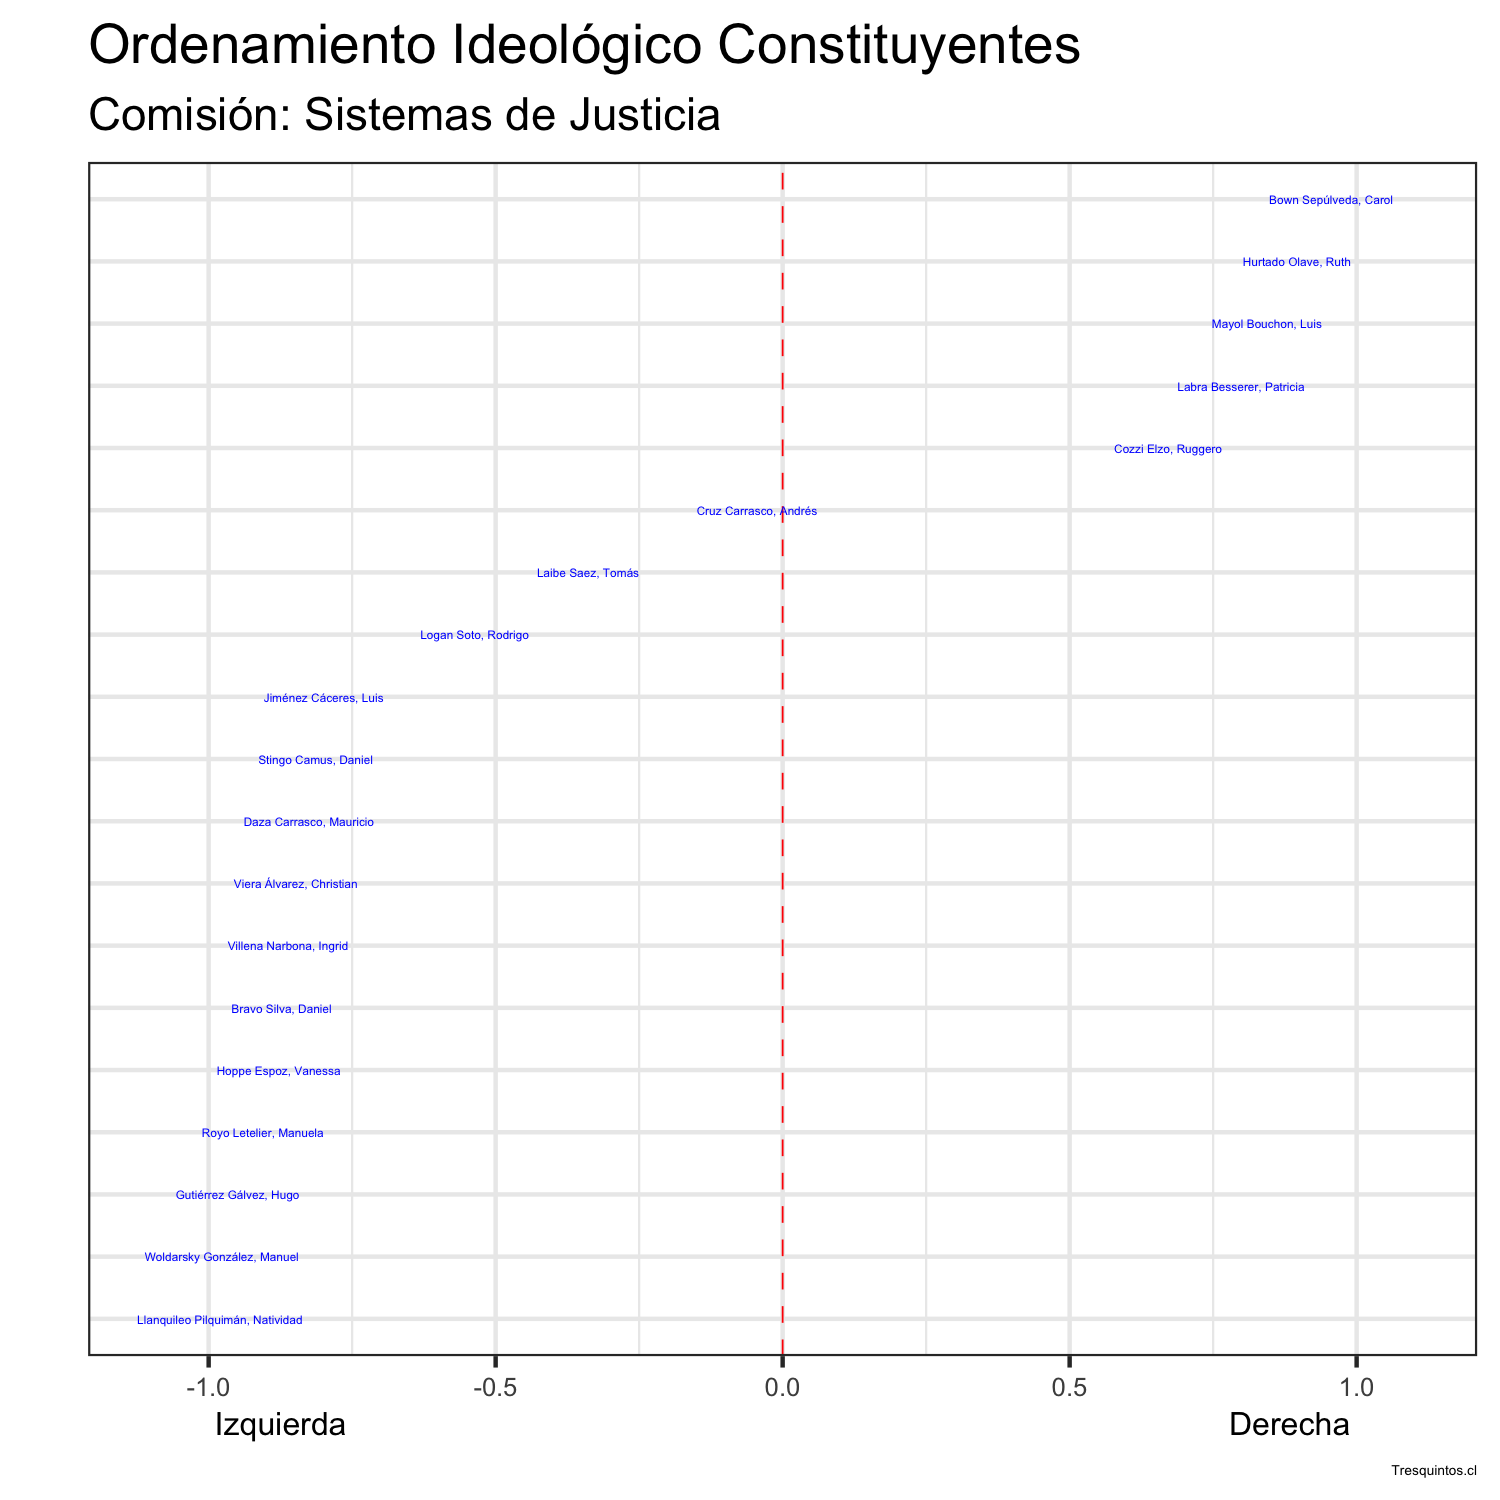 Ordenamiento Ideológico Constituyentes
Comisión: Sistemas de Justicia
Bown Sepúlveda, Carol
Hurtado Olave, Ruth
Mayol Bouchon, Luis
Labra Besserer, Patricia
Cozzi Elzo, Ruggero
Cruz Carrasco, Andrés
Laibe Saez, Tomás
Logan Soto, Rodrigo
Jiménez Cáceres, Luis
Stingo Camus, Daniel
Daza Carrasco, Mauricio
Viera Álvarez, Christian
Villena Narbona, Ingrid
Bravo Silva, Daniel
Hoppe Espoz, Vanessa
Royo Letelier, Manuela
Gutiérrez Gálvez, Hugo
Woldarsky González, Manuel
Llanquileo Pilquimán, Natividad
-1.0 -0.5 0.0 0.5 1.0
Izquierda Derecha
Tresquintos.cl